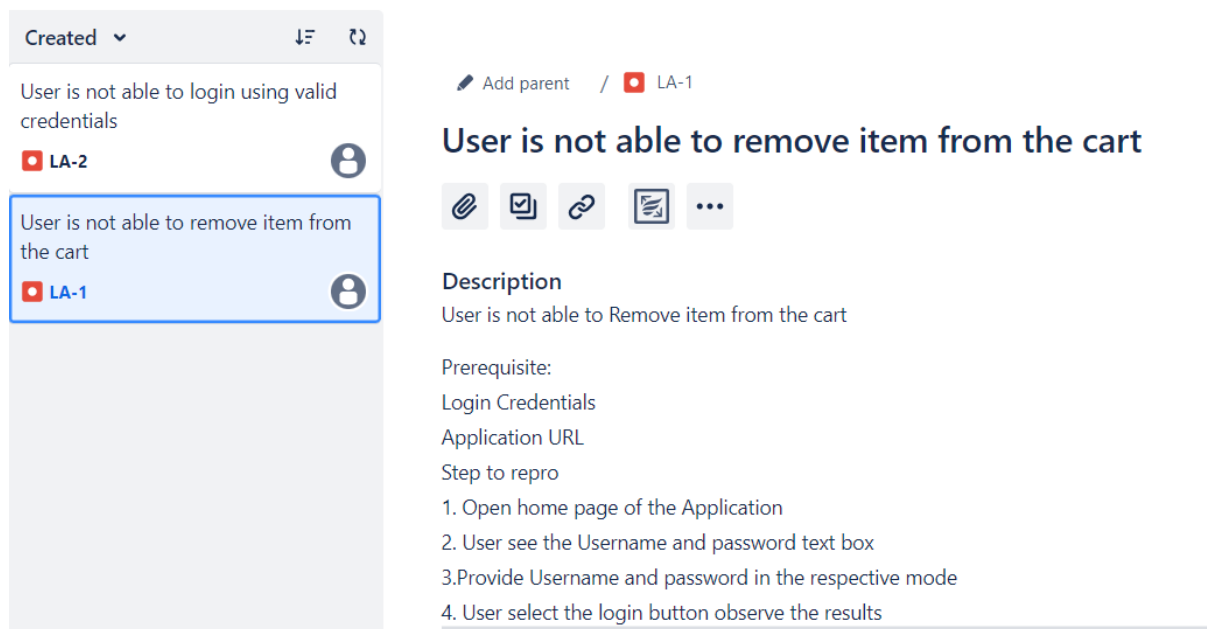 Created
User is not able to login using valid
credentials
LA-2
User is not able to remove item from
the cart
LA-1
Add parent / LA-1
User is not able to remove item from the cart
Description
User is not able to Remove item from the cart
Prerequisite:
Login Credentials
Application URL
Step to repro
1. Open home page of the Application
2. User see the Username and password text box
3.Provide Username and password in the respective mode
4. User select the login button observe the results